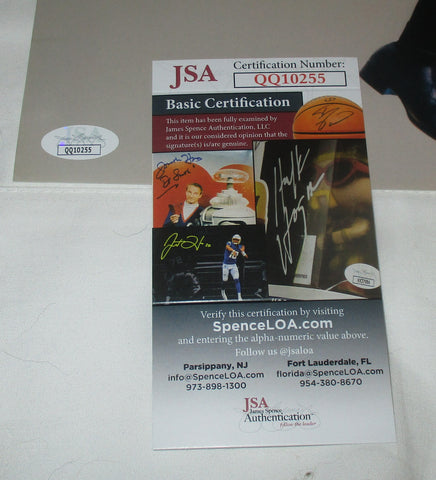 JSA
Certification Number:
QQ10255
Basic Certification
This item has been fully examined by
James Spence Authentication, LLC
and it is our considered opinion that the
signature(s) is/are genuine.
QQ10255
Hulk
Hogan
Verify this certification by visiting
SpenceLOA.com
and entering the alpha-numeric value above.
Follow us @jsaloa
Parsippany, NJ
info@SpenceLOA.com
973-898-1300
Fort Lauderdale, FL
florida@SpenceLOA.com
954-380-8670
JSA
James Spence
Authentication